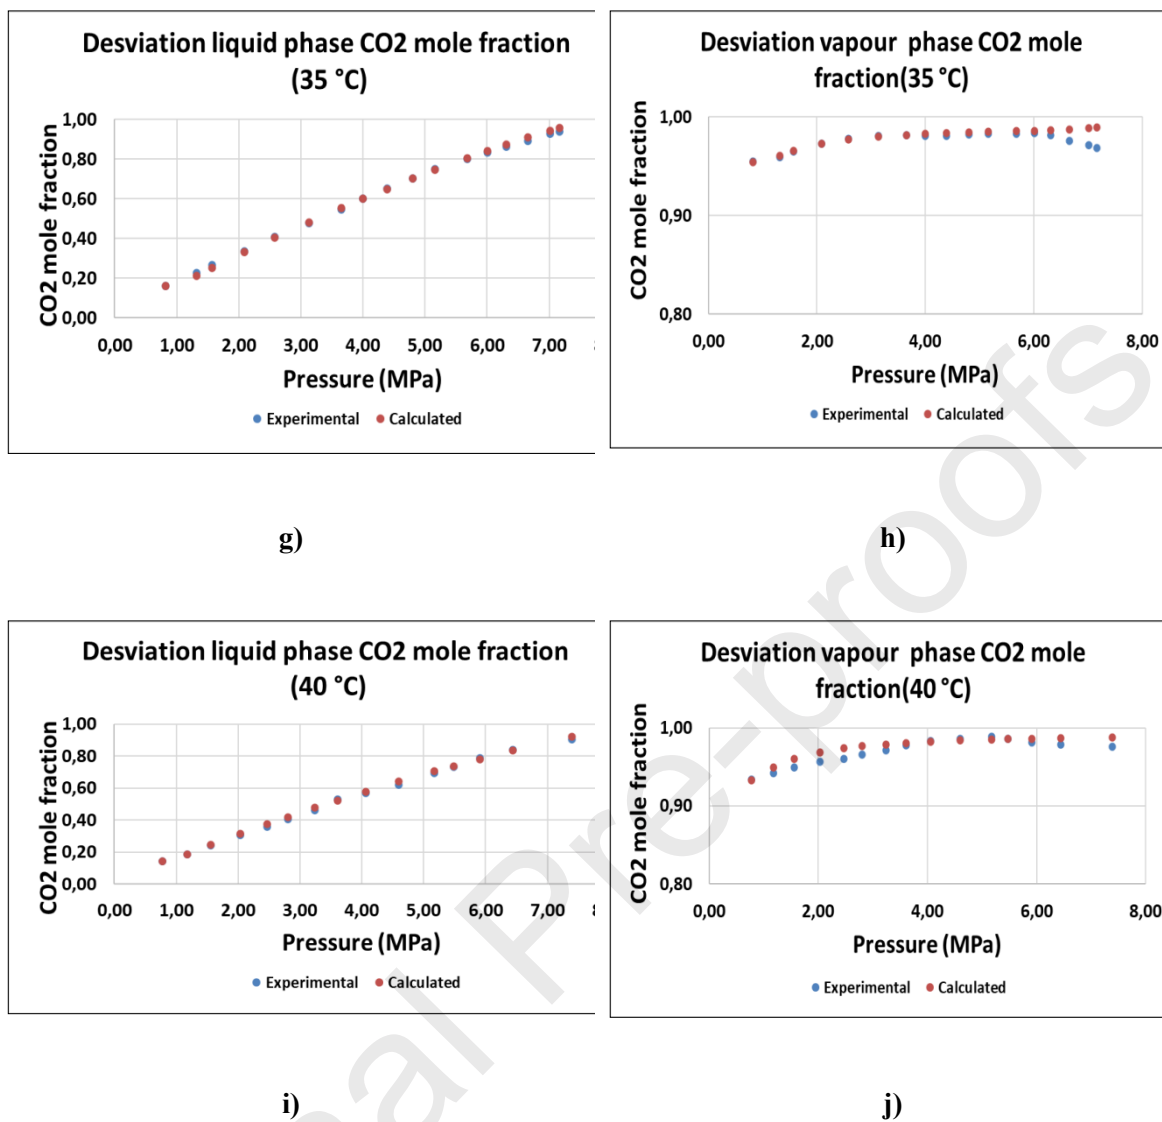 Desviation liquid phase CO2 mole fraction
(35 °C)
CO2 mole fraction
1,00
0,80
0,60
0,40
0,20
0,00
0,00 1,00 2,00 3,00 4,00 5,00 6,00 7,00 8
Pressure (MPa)
Experimental Calculated
Desviation vapour phase CO2 mole
fraction(35 °C)
CO2 mole fraction
1,00
0,90
0,80
0,00 2,00 4,00 6,00 8,00
Pressure (MPa)
Experimental Calculated
g)
h)
Desviation liquid phase CO2 mole fraction
(40 °C)
CO2 mole fraction
1,00
0,80
0,60
0,40
0,20
0,00
0,00 1,00 2,00 3,00 4,00 5,00 6,00 7,00 8
Pressure (MPa)
Experimental Calculated
Desviation vapour phase CO2 mole
fraction(40 °C)
CO2 mole fraction
1,00
0,90
0,80
0,00 2,00 4,00 6,00 8,00
Pressure (MPa)
Experimental Calculated
i)
j)
nal Pre-proofs